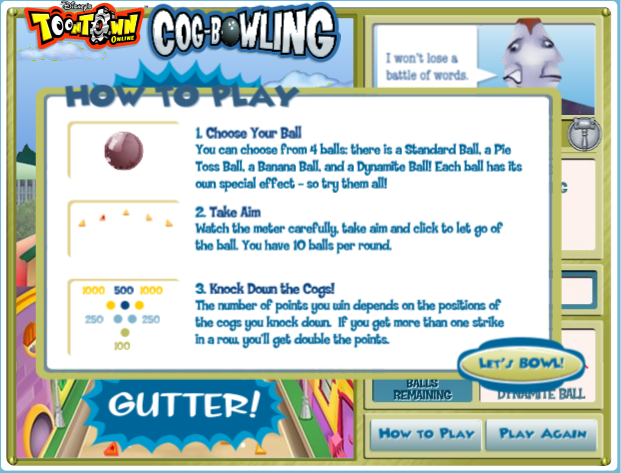 Disney's
TOONTOWN
ONLINE
COG-BOWLING
I won't lose a
battle of words.
HOW TO PLAY
1. Choose Your Ball
You can choose from 4 balls: there is a Standard Ball, a Pie
Toss Ball, a Banana Ball, and a Dynamite Ball! Each ball has its
own special effect - so try them all!
2. Take Aim
Watch the meter carefully, take aim and click to let go of
the ball. You have 10 balls per round.
1000 500 1000
250 250
100
3. Knock Down the Cogs!
The number of points you win depends on the positions of
the cogs you knock down. If you get more than one strike
in a row, you'll get double the points.
LET'S BOWL!
GUTTER!
BALLS
REMAINING
DYNAMITE BALL
HOW TO PLAY
PLAY AGAIN